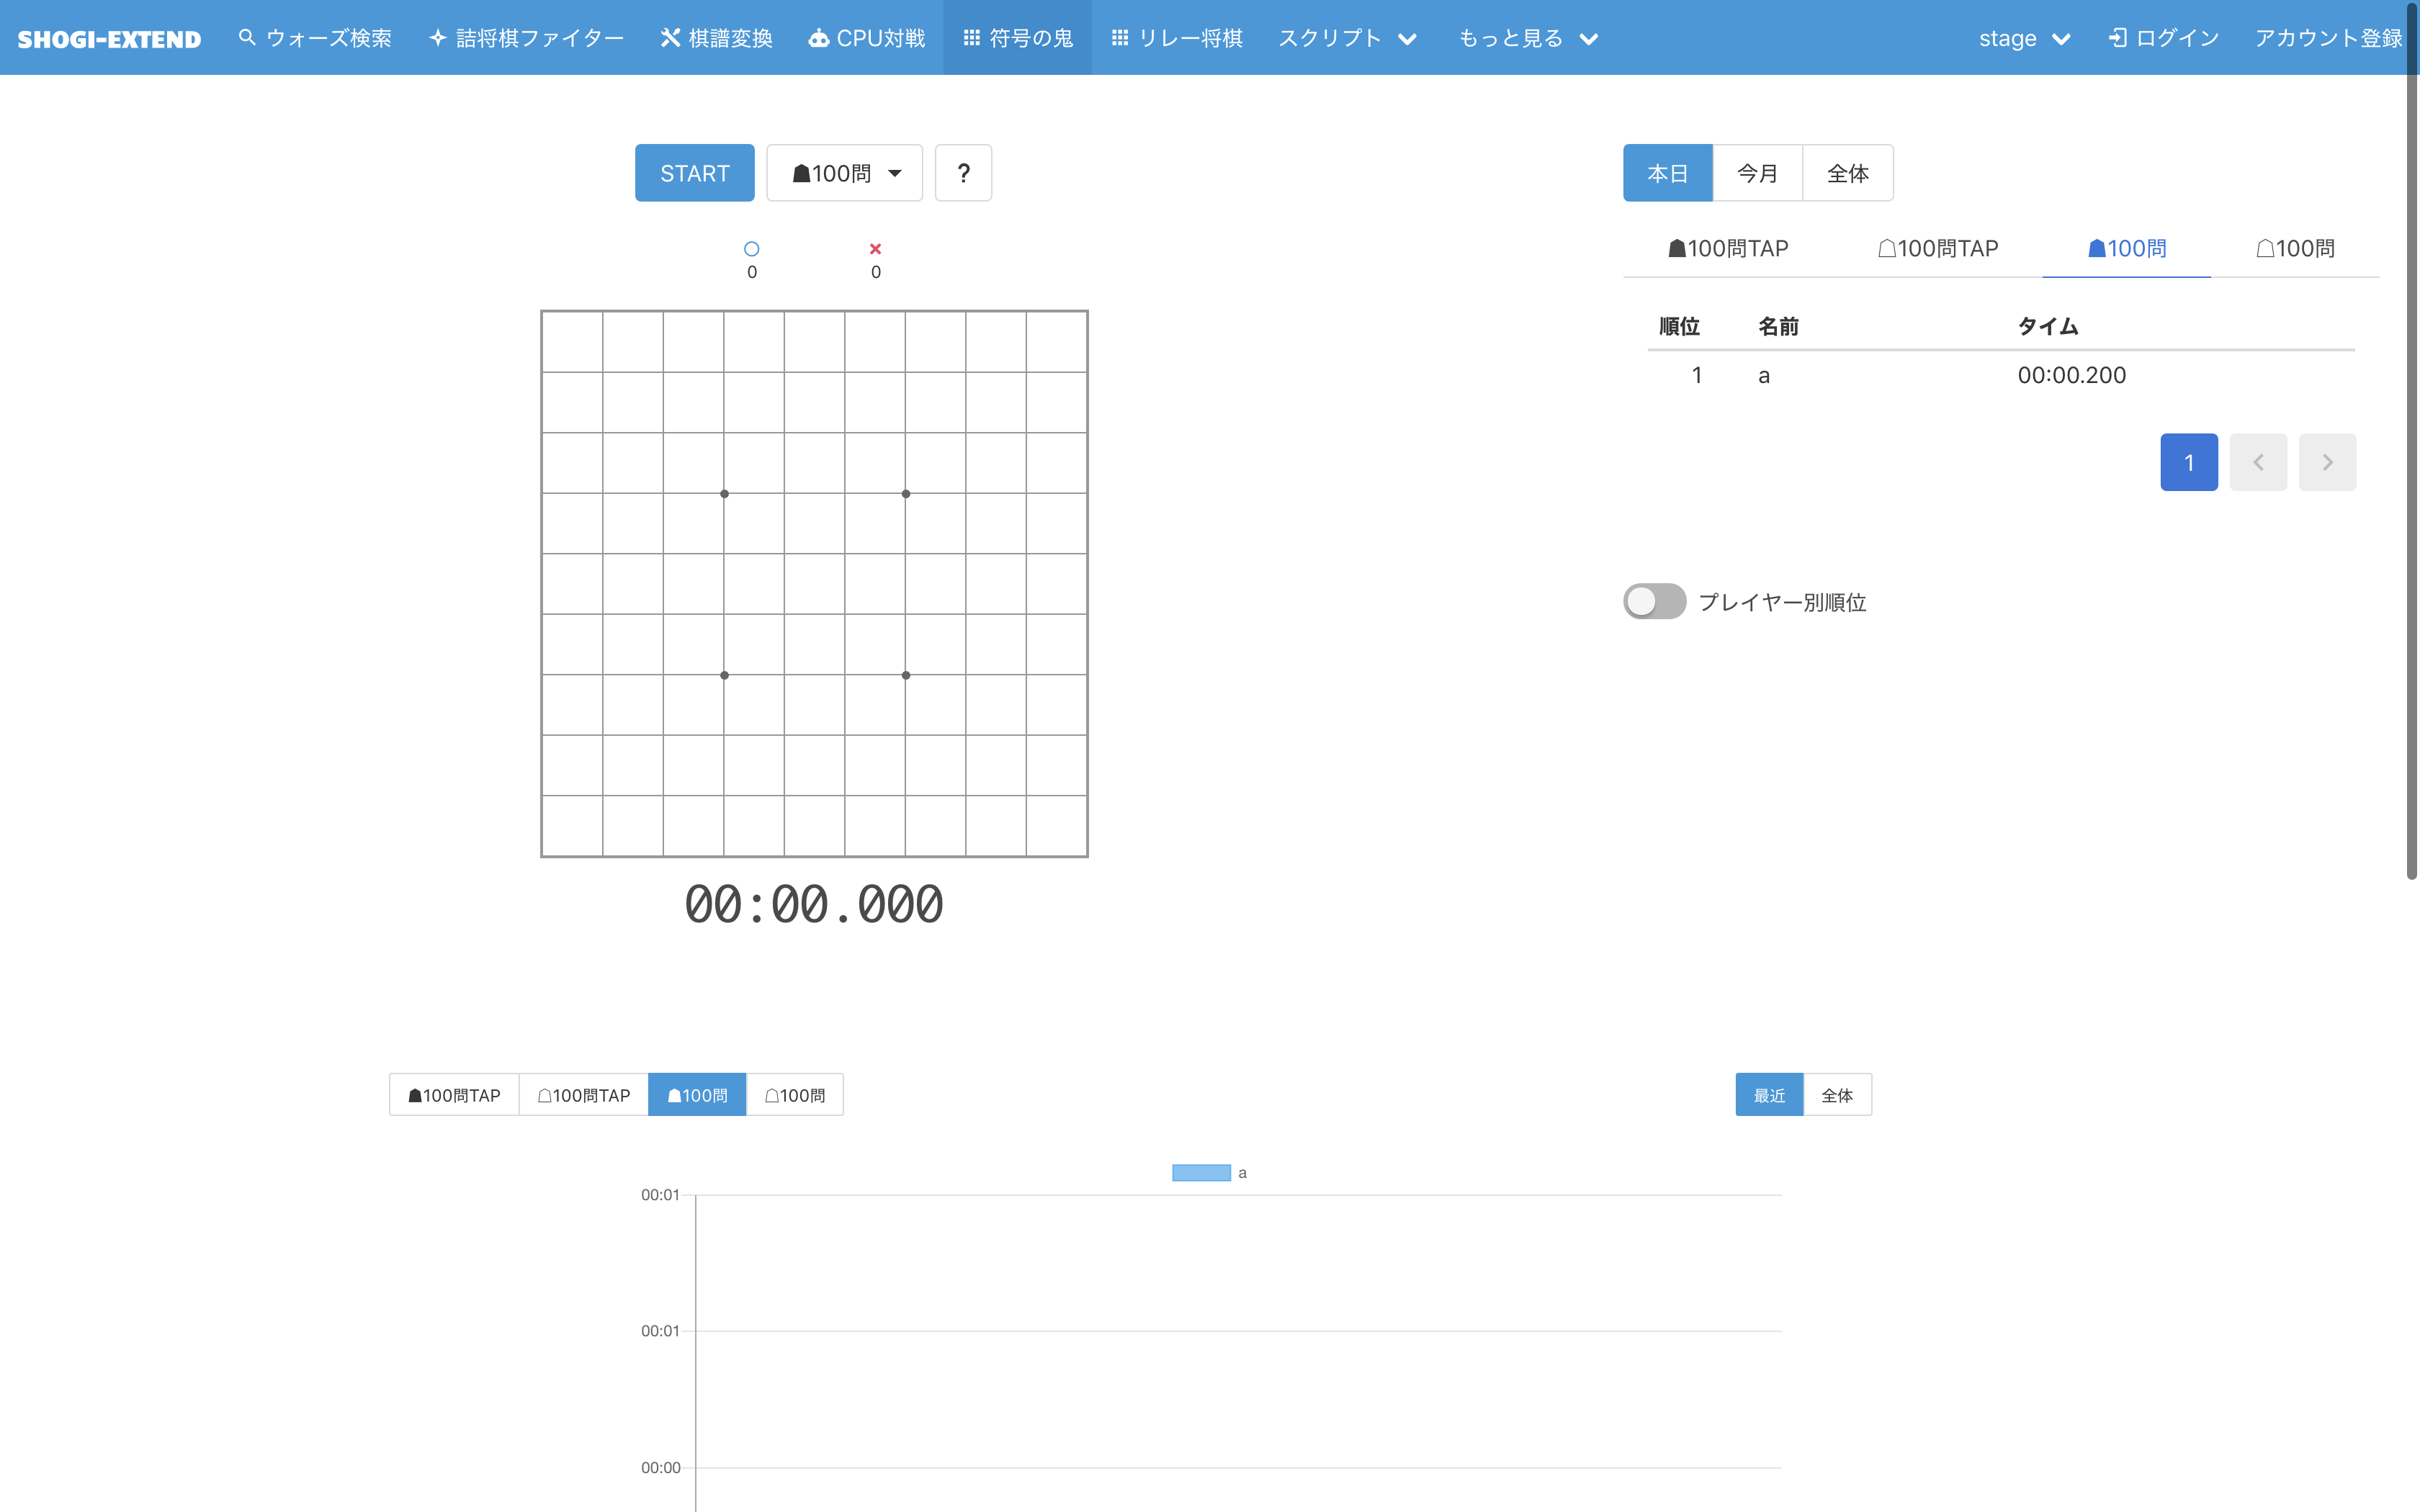 SHOGI-EXTEND ウォーズ検索 詰将棋ファイター 棋譜変換 CPU対戦 符号の鬼 リレー将棋 スクリプト もっと見る stage ログイン アカウント登録
START ☗100問 ?
0 0
00:00.000
本日 今月 全体
☗100問TAP ☖100問TAP ☗100問 ☖100問
順位 名前 タイム
1 a 00:00.200
1
プレイヤー別順位
☗100問TAP ☖100問TAP ☗100問 ☖100問 最近 全体
a
00:01
00:01
00:00